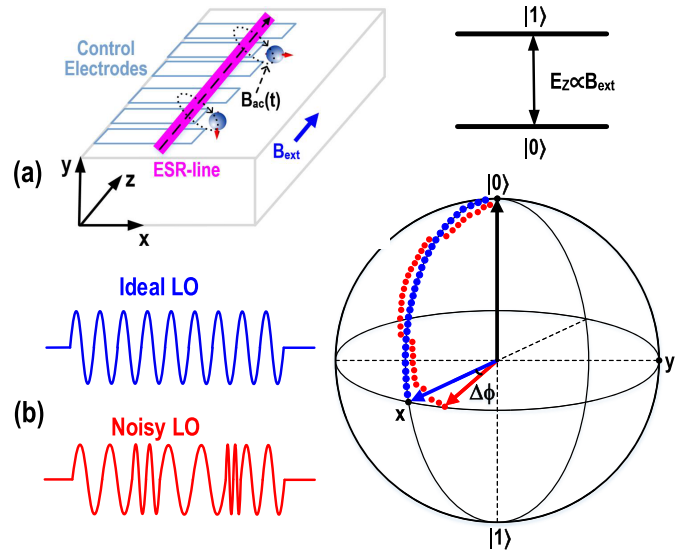 Control
Electrodes
B_ac(t)
B_ext
ESR-line
(a)
y
z
x
|1⟩
E_Z∝B_ext
|0⟩
Ideal LO
(b)
Noisy LO
|0⟩
y
x
Δϕ
|1⟩